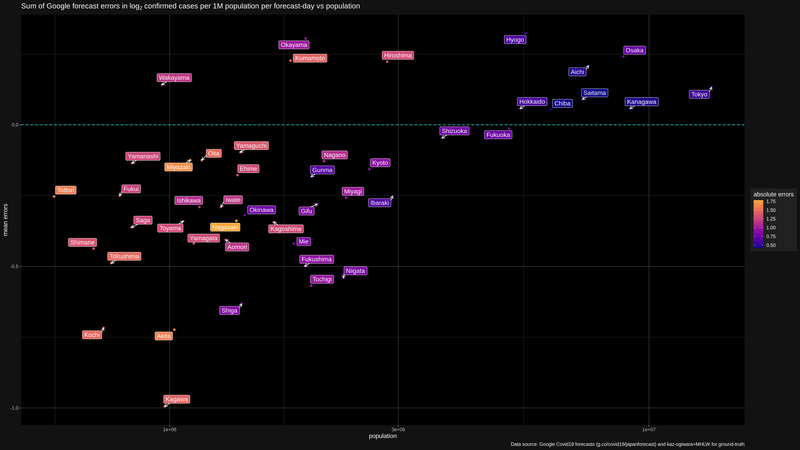 Sum of Google forecast errors in log2 confirmed cases per 1M population per forecast-day vs population
Hyogo
Okayama
Osaka
Hiroshima
Kumamoto
Aichi
Wakayama
Saitama
Tokyo
Hokkaido
Chiba
Kanagawa
0.0
Shizuoka
Fukuoka
Yamaguchi
Oita
Yamanashi
Nagano
Miyazaki
Kyoto
Ehime
Gunma
Tottori
Fukui
Miyagi
Ishikawa
Iwate
Ibaraki
Okinawa
Gifu
Saga
Toyama
Nagasaki
Kagoshima
Yamagata
Shimane
Mie
Aomori
Tokushima
Fukushima
-0.5
Niigata
Tochigi
Shiga
Kochi
Akita
Kagawa
-1.0
mean errors
1e+06
3e+06
1e+07
population
absolute errors
1.75
1.50
1.25
1.00
0.75
0.50
Data source: Google Covid19 forecasts (g.co/covid19/japanforecast) and kaz-ogiwara+MHLW for ground-truth